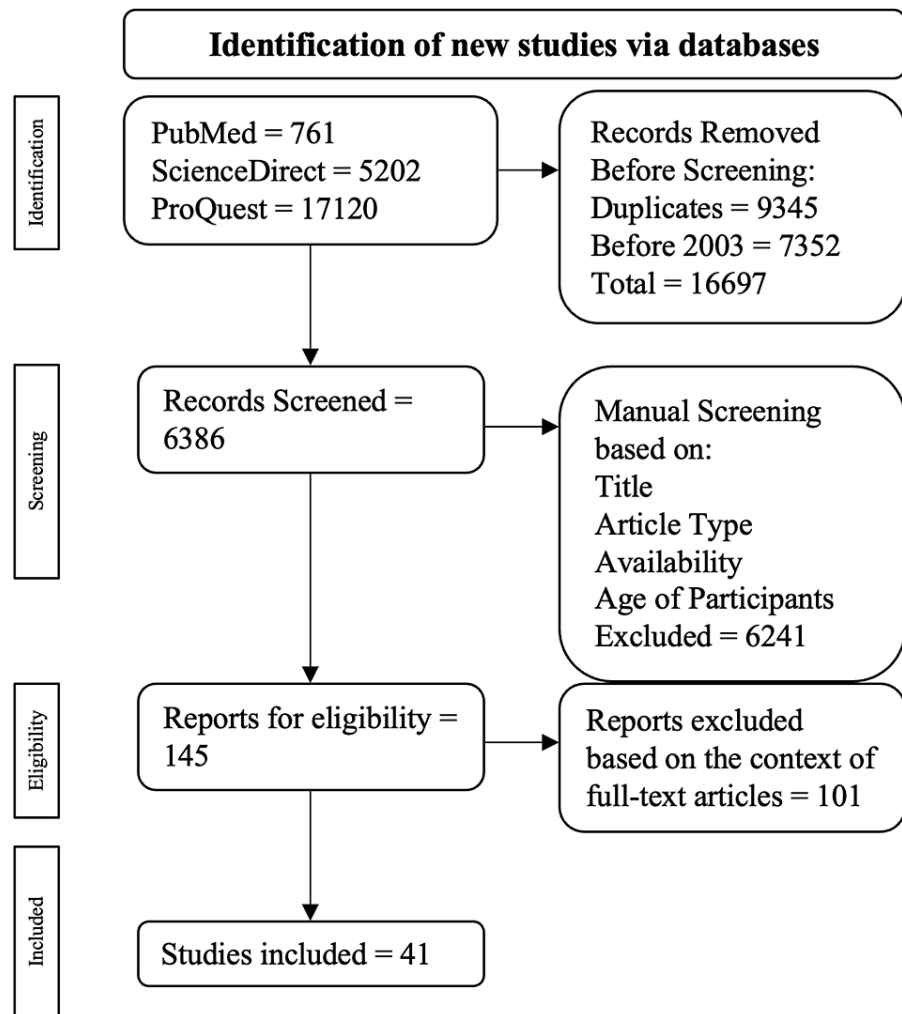 Identification of new studies via databases
Identification
PubMed = 761
ScienceDirect = 5202
ProQuest = 17120
Records Removed
Before Screening:
Duplicates = 9345
Before 2003 = 7352
Total = 16697
Screening
Records Screened =
6386
Manual Screening
based on:
Title
Article Type
Availability
Age of Participants
Excluded = 6241
Eligibility
Reports for eligibility =
145
Reports excluded
based on the context of
full-text articles = 101
Included
Studies included = 41